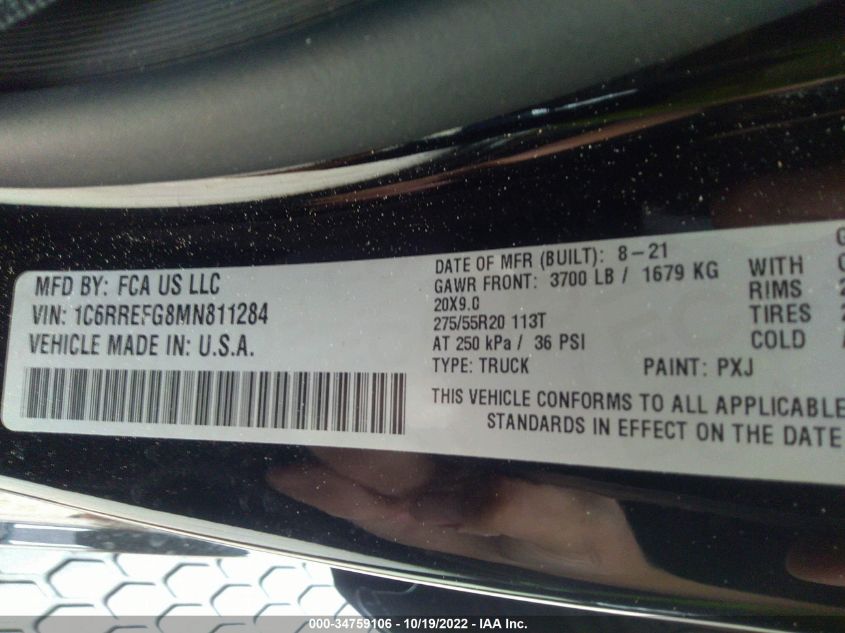 MFD BY: FCA US LLC
VIN: 1C6RREFG8MN811284
VEHICLE MADE IN: U.S.A.
DATE OF MFR (BUILT): 8-21
GAWR FRONT: 3700 LB / 1679 KG WITH
20X9.0 RIMS
275/55R20 113T TIRES
AT 250 kPa / 36 PSI COLD
TYPE: TRUCK PAINT: PXJ
THIS VEHICLE CONFORMS TO ALL APPLICABLE
STANDARDS IN EFFECT ON THE DATE
000-34759106 - 10/19/2022 - IAA Inc.